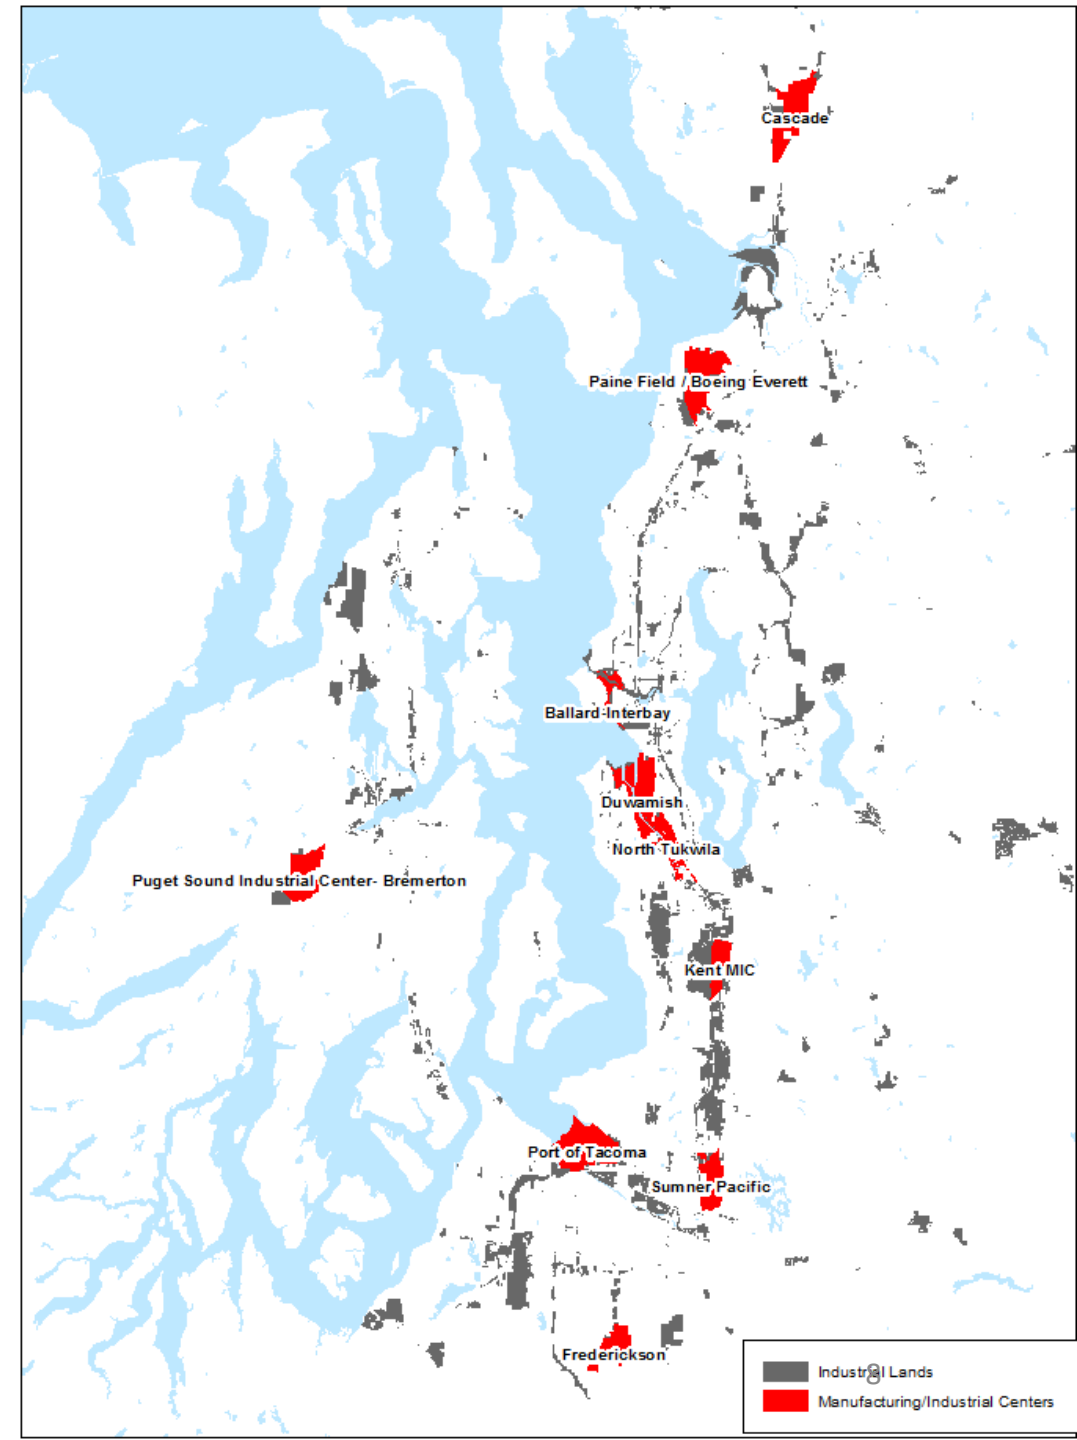 Cascade
Paine Field / Boeing Everett
Ballard-Interbay
Duwamish
North Tukwila
Puget Sound Industrial Center- Bremerton
Kent MIC
Port of Tacoma
Sumner Pacific
Frederickson
Industrial Lands
8
Manufacturing/Industrial Centers